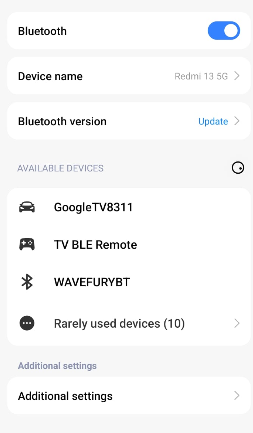 Bluetooth
Device name Redmi 13 5G
Bluetooth version Update
AVAILABLE DEVICES
GoogleTV8311
TV BLE Remote
WAVEFURYBT
Rarely used devices (10)
Additional settings
Additional settings